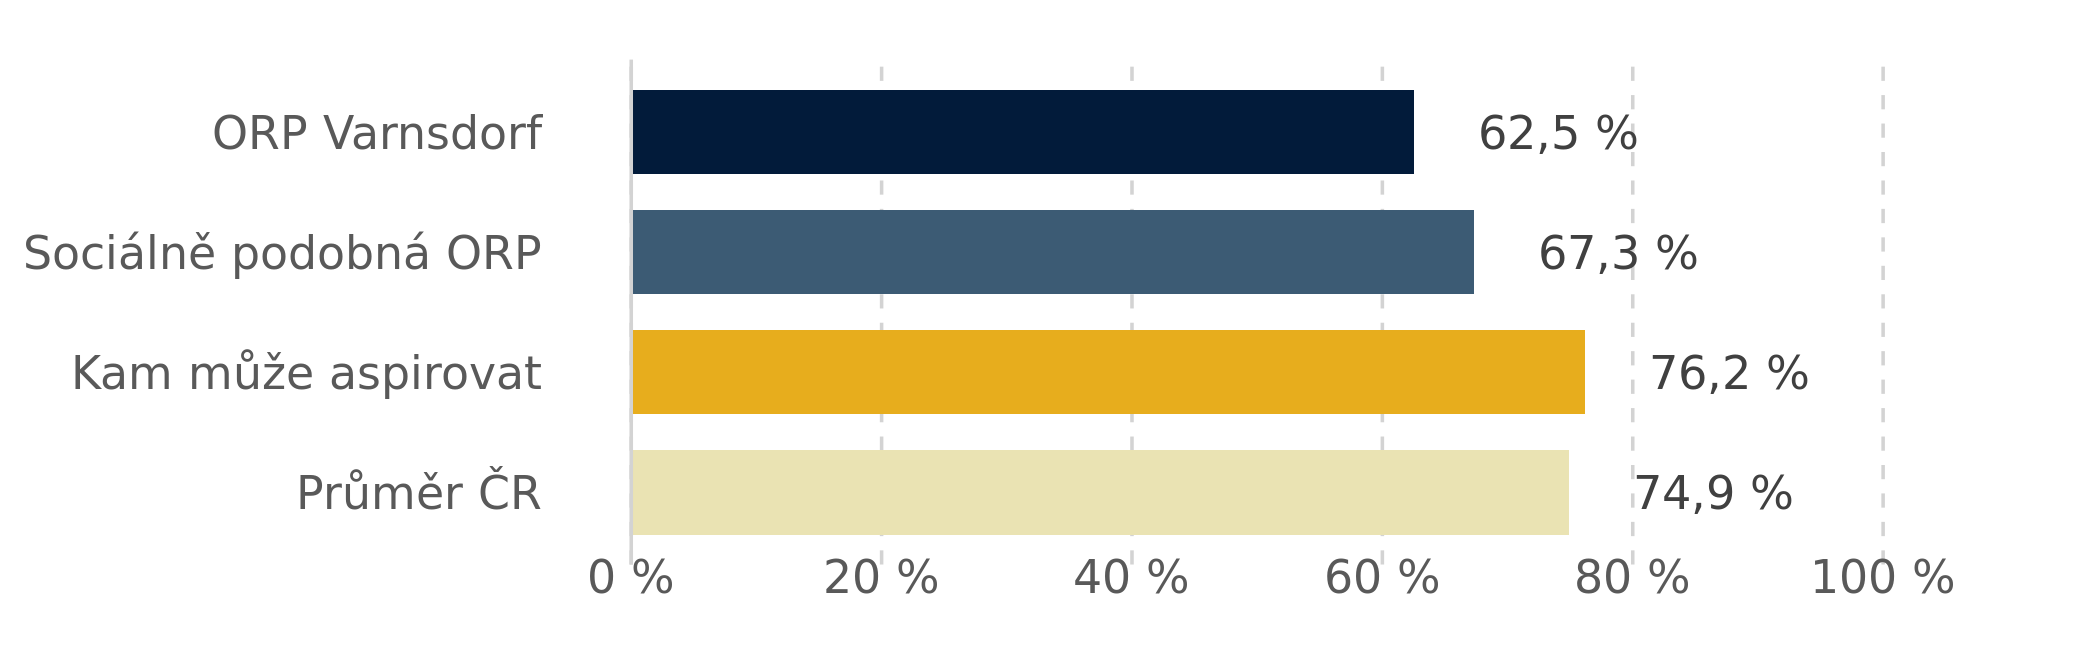 ORP Varnsdorf 62,5 %
Sociálně podobná ORP 67,3 %
Kam může aspirovat 76,2 %
Průměr ČR 74,9 %
0 % 20 % 40 % 60 % 80 % 100 %